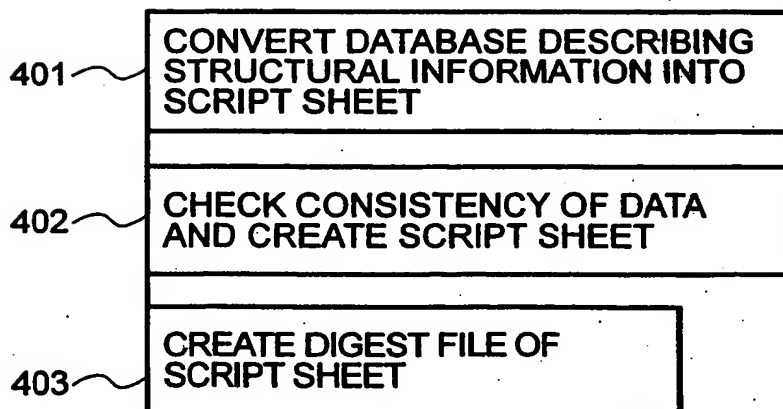 401 CONVERT DATABASE DESCRIBING
STRUCTURAL INFORMATION INTO
SCRIPT SHEET
402 CHECK CONSISTENCY OF DATA
AND CREATE SCRIPT SHEET
403 CREATE DIGEST FILE OF
SCRIPT SHEET